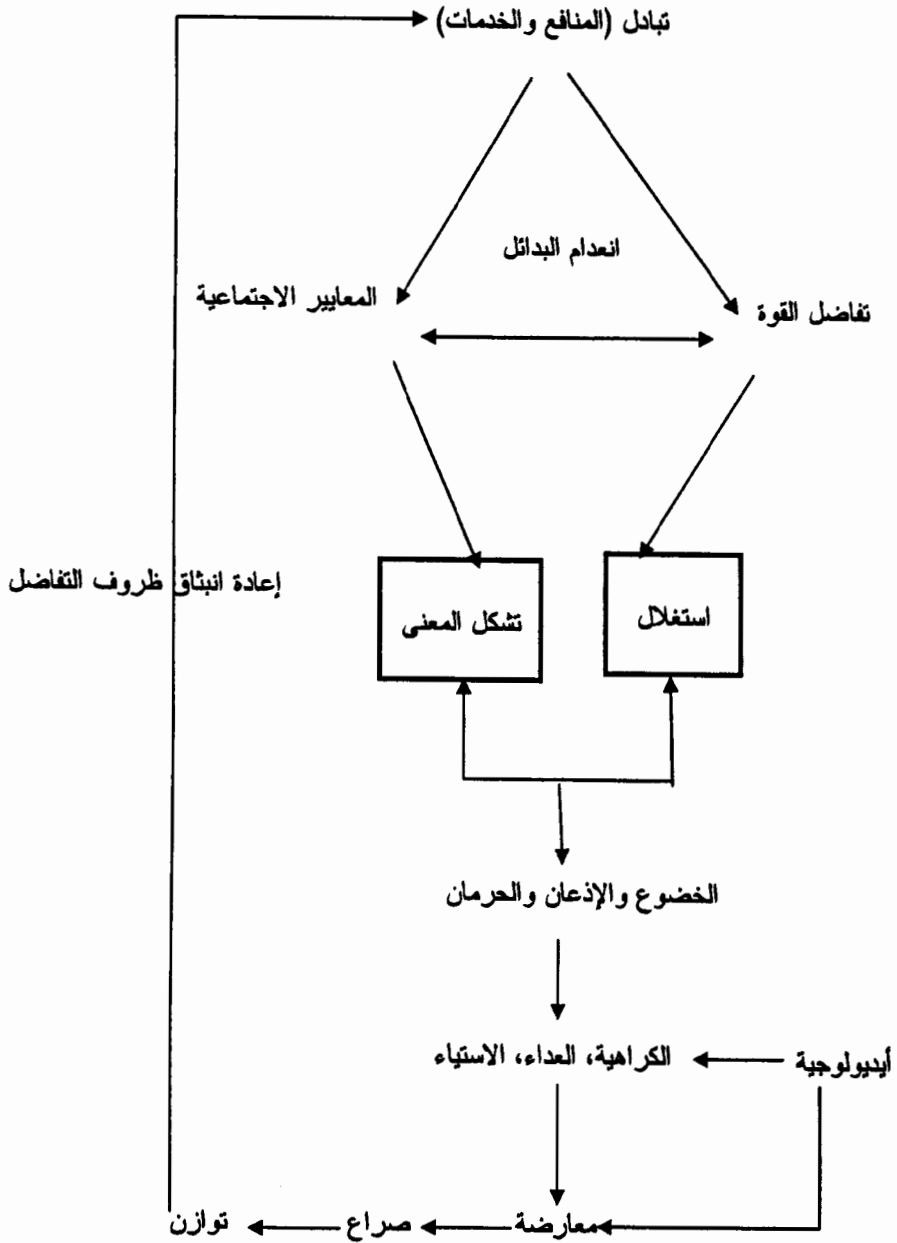 تبادل (المنافع والخدمات)
انعدام البدائل
تفاضل القوة
المعايير الاجتماعية
استغلال
تشكل المعنى
إعادة انبثاق ظروف التفاضل
الخضوع والإذعان والحرمان
أيديولوجية
الكراهية، العداء، الاستياء
معارضة
صراع
توازن